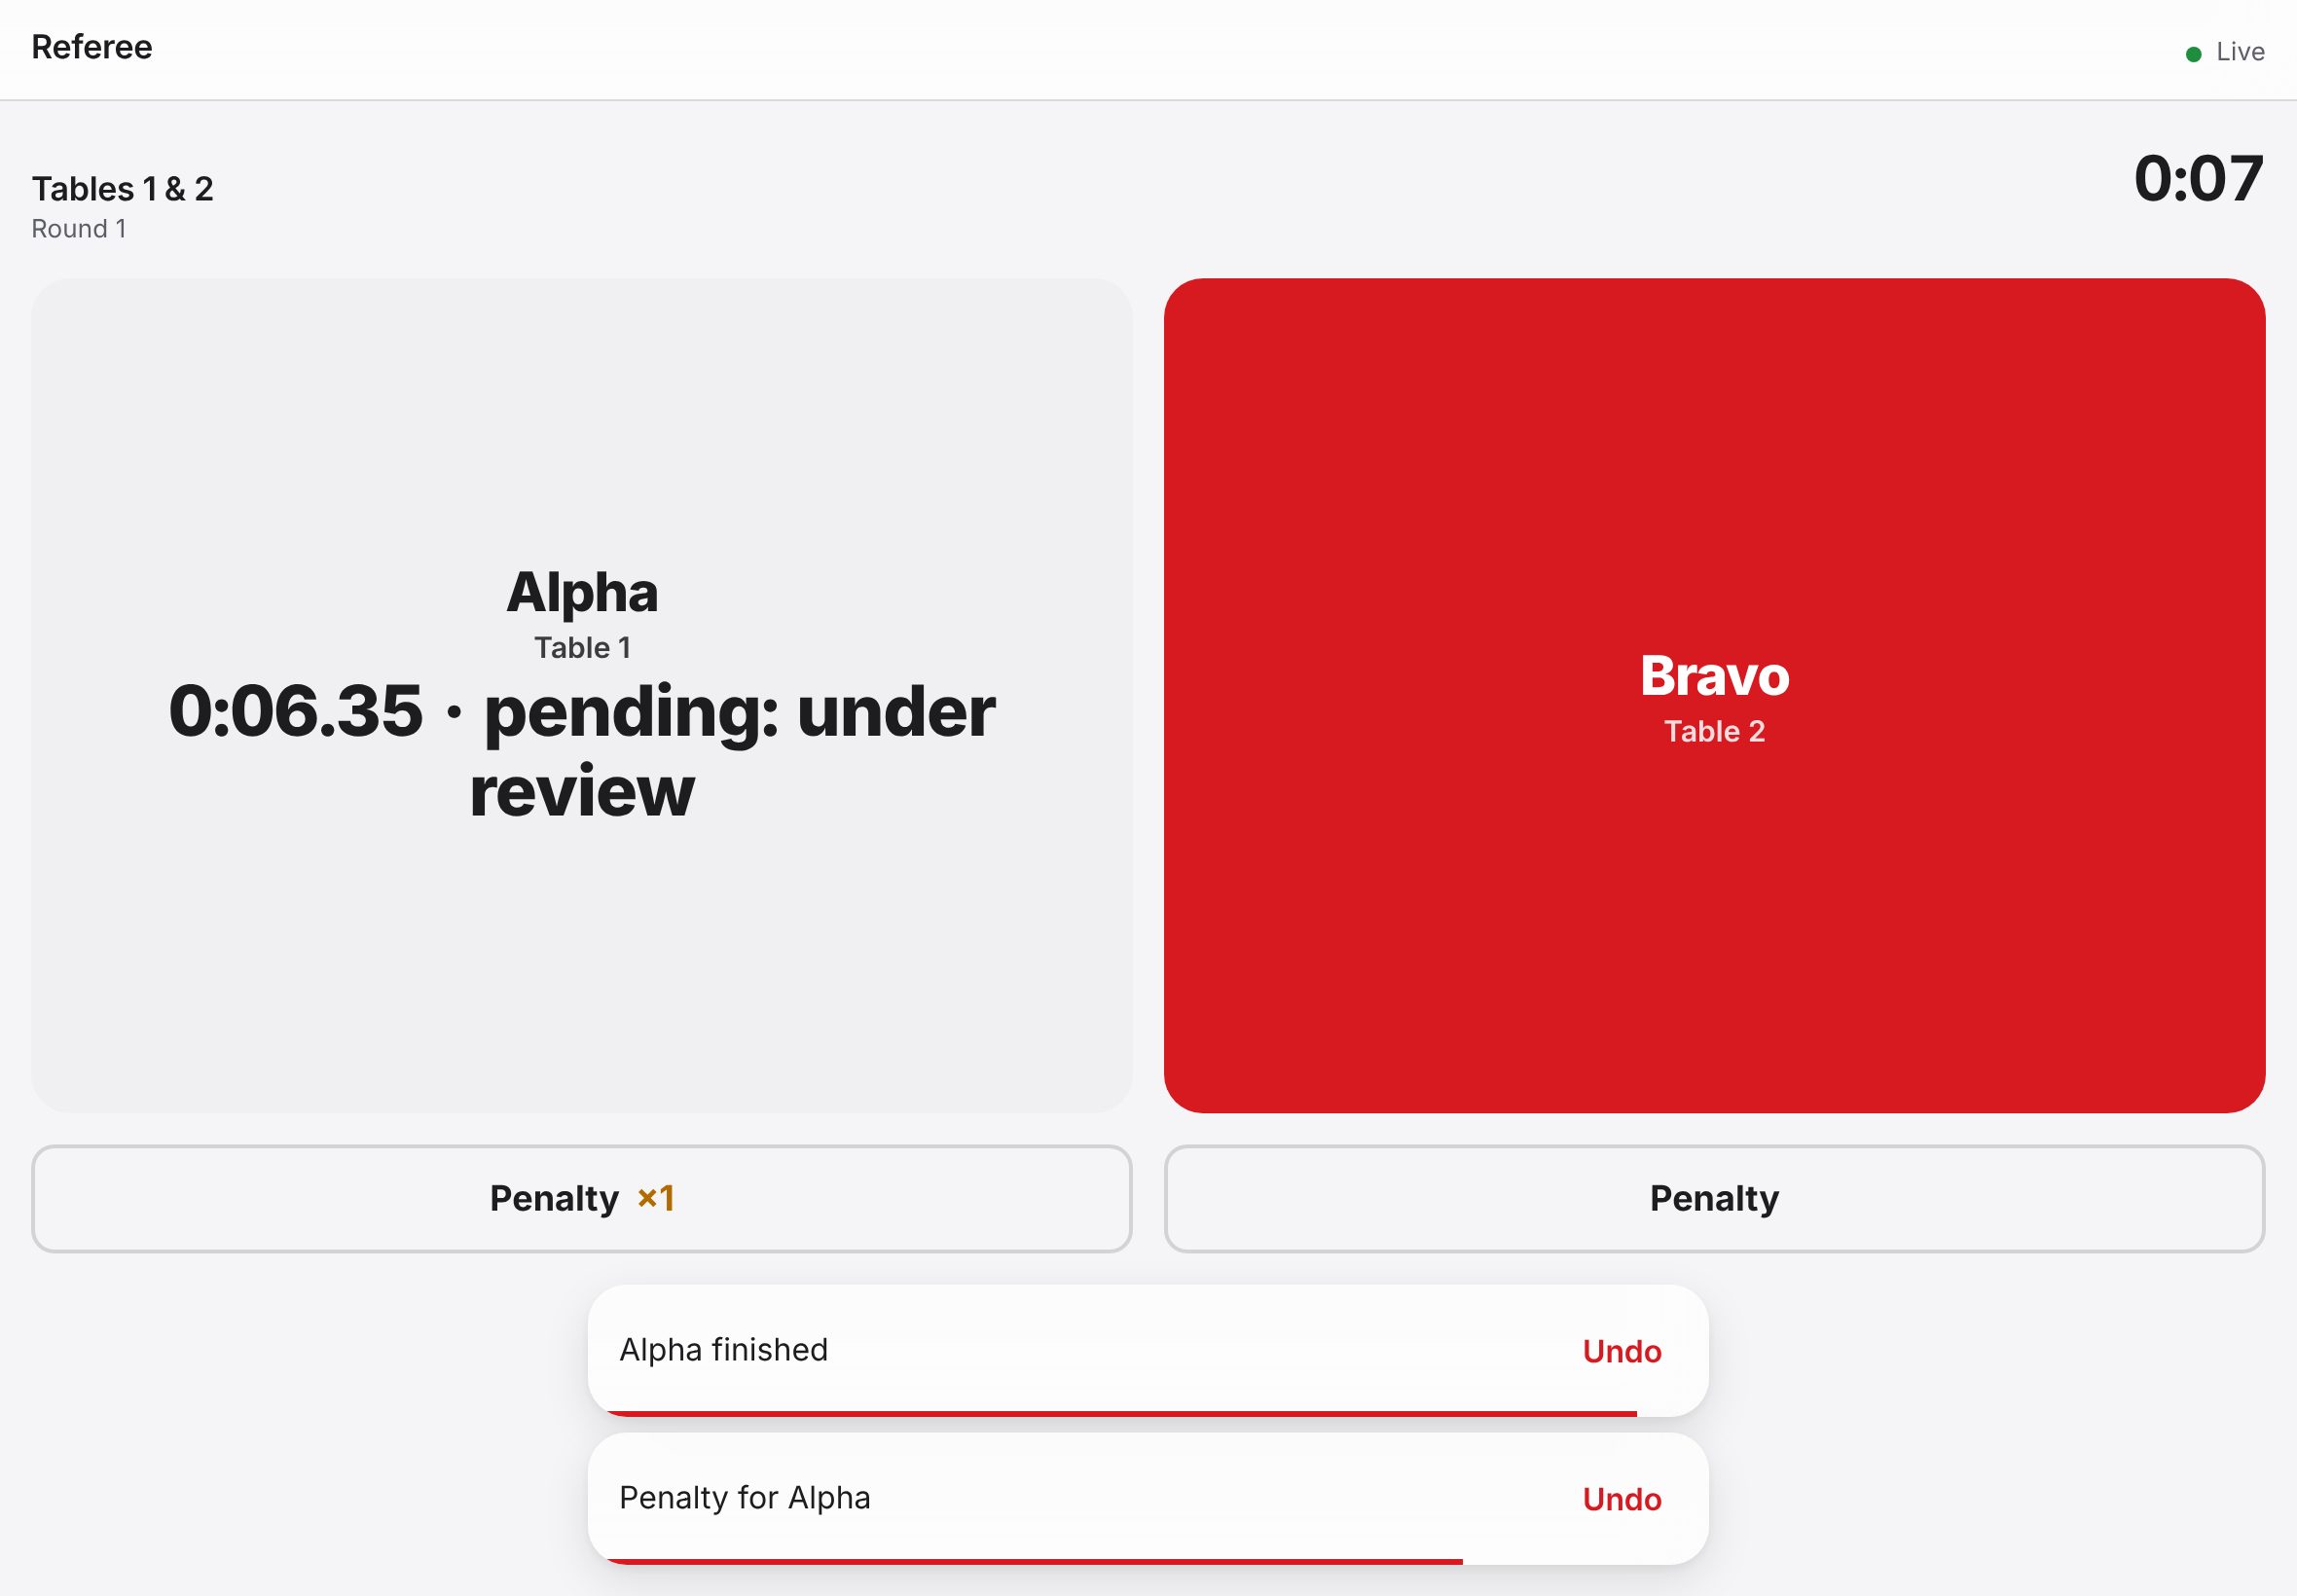 Referee
Live
Tables 1 & 2
Round 1
0:07
Alpha
Table 1
0:06.35 · pending: under
review
Bravo
Table 2
Penalty ×1
Penalty
Alpha finished
Undo
Penalty for Alpha
Undo